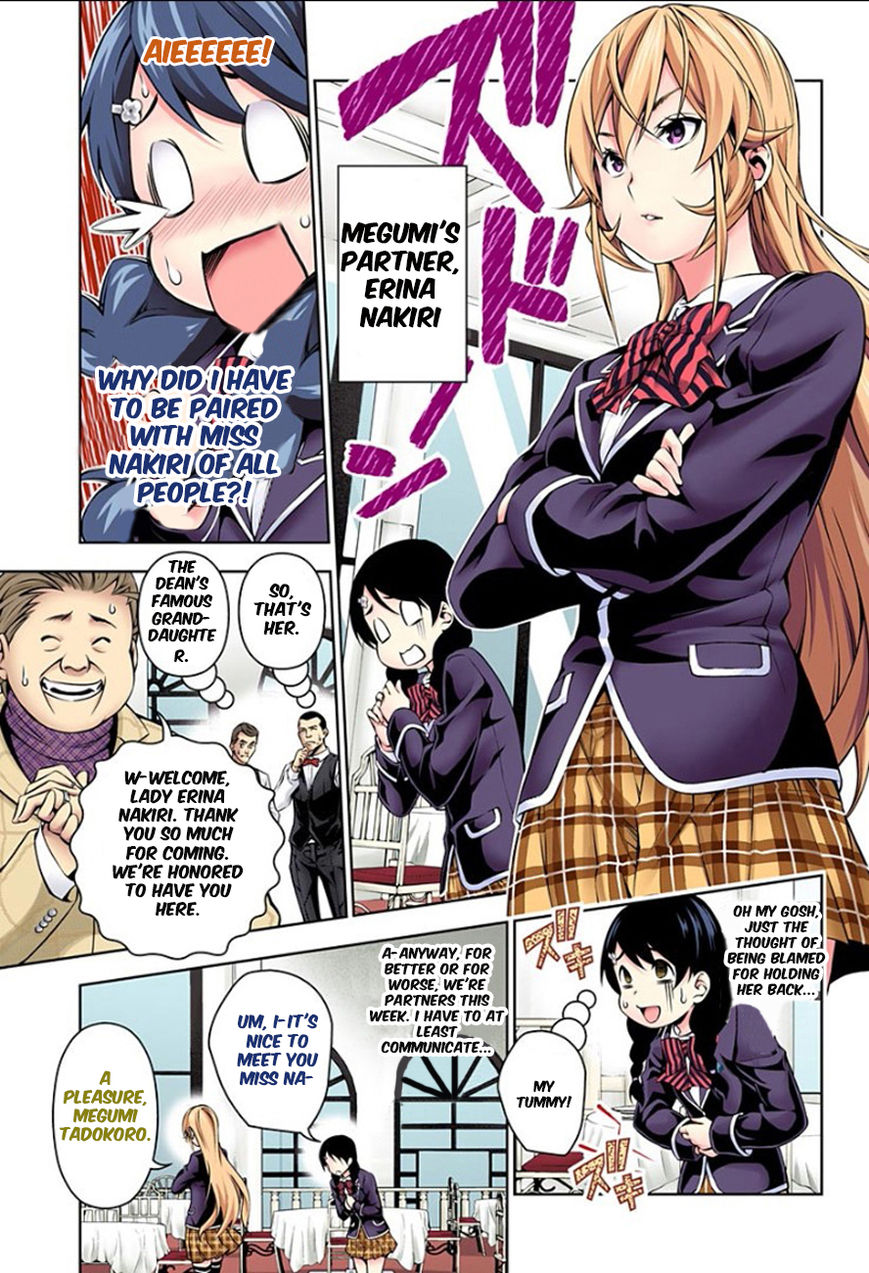 ズドーン
MEGUMI'S
PARTNER,
ERINA
NAKIRI
AIEEEEEE!
WHY DID I HAVE
TO BE PAIRED
WITH MISS
NAKIRI OF ALL
PEOPLE?!
SO,
THAT'S
HER.
THE
DEAN'S
FAMOUS
GRAND-
DAUGHTE
R.
W-WELCOME,
LADY ERINA
NAKIRI. THANK
YOU SO MUCH
FOR COMING.
WE'RE HONORED
TO HAVE YOU
HERE.
OH MY GOSH,
JUST THE
THOUGHT OF
BEING BLAMED
FOR HOLDING
HER BACK...
ズキ
MY
TUMMY!
ズキ
A-ANYWAY, FOR
BETTER OR FOR
WORSE, WE'RE
PARTNERS THIS
WEEK. I HAVE TO AT
LEAST
COMMUNICATE...
UM, I-IT'S
NICE TO
MEET YOU
MISS NA-
A
PLEASURE,
MEGUMI
TADOKORO.